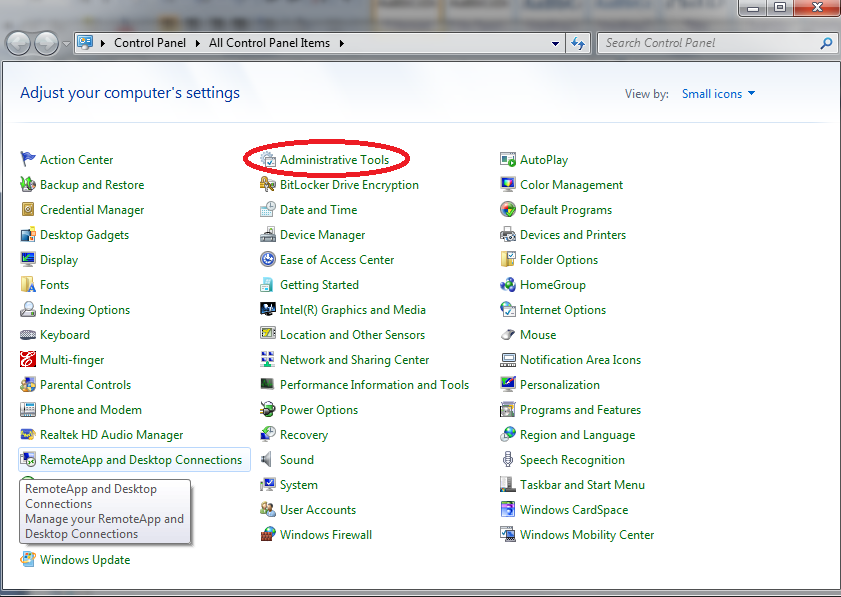 Control Panel All Control Panel Items
Search Control Panel
Adjust your computer's settings
View by: Small icons
Action Center
Administrative Tools
AutoPlay
Backup and Restore
BitLocker Drive Encryption
Color Management
Credential Manager
Date and Time
Default Programs
Desktop Gadgets
Device Manager
Devices and Printers
Display
Ease of Access Center
Folder Options
Fonts
Getting Started
HomeGroup
Indexing Options
Intel(R) Graphics and Media
Internet Options
Keyboard
Location and Other Sensors
Mouse
Multi-finger
Network and Sharing Center
Notification Area Icons
Parental Controls
Performance Information and Tools
Personalization
Phone and Modem
Power Options
Programs and Features
Realtek HD Audio Manager
Recovery
Region and Language
RemoteApp and Desktop Connections
Sound
Speech Recognition
System
Taskbar and Start Menu
RemoteApp and Desktop
Connections
Manage your RemoteApp and
Desktop Connections
User Accounts
Windows CardSpace
Windows Firewall
Windows Mobility Center
Windows Update